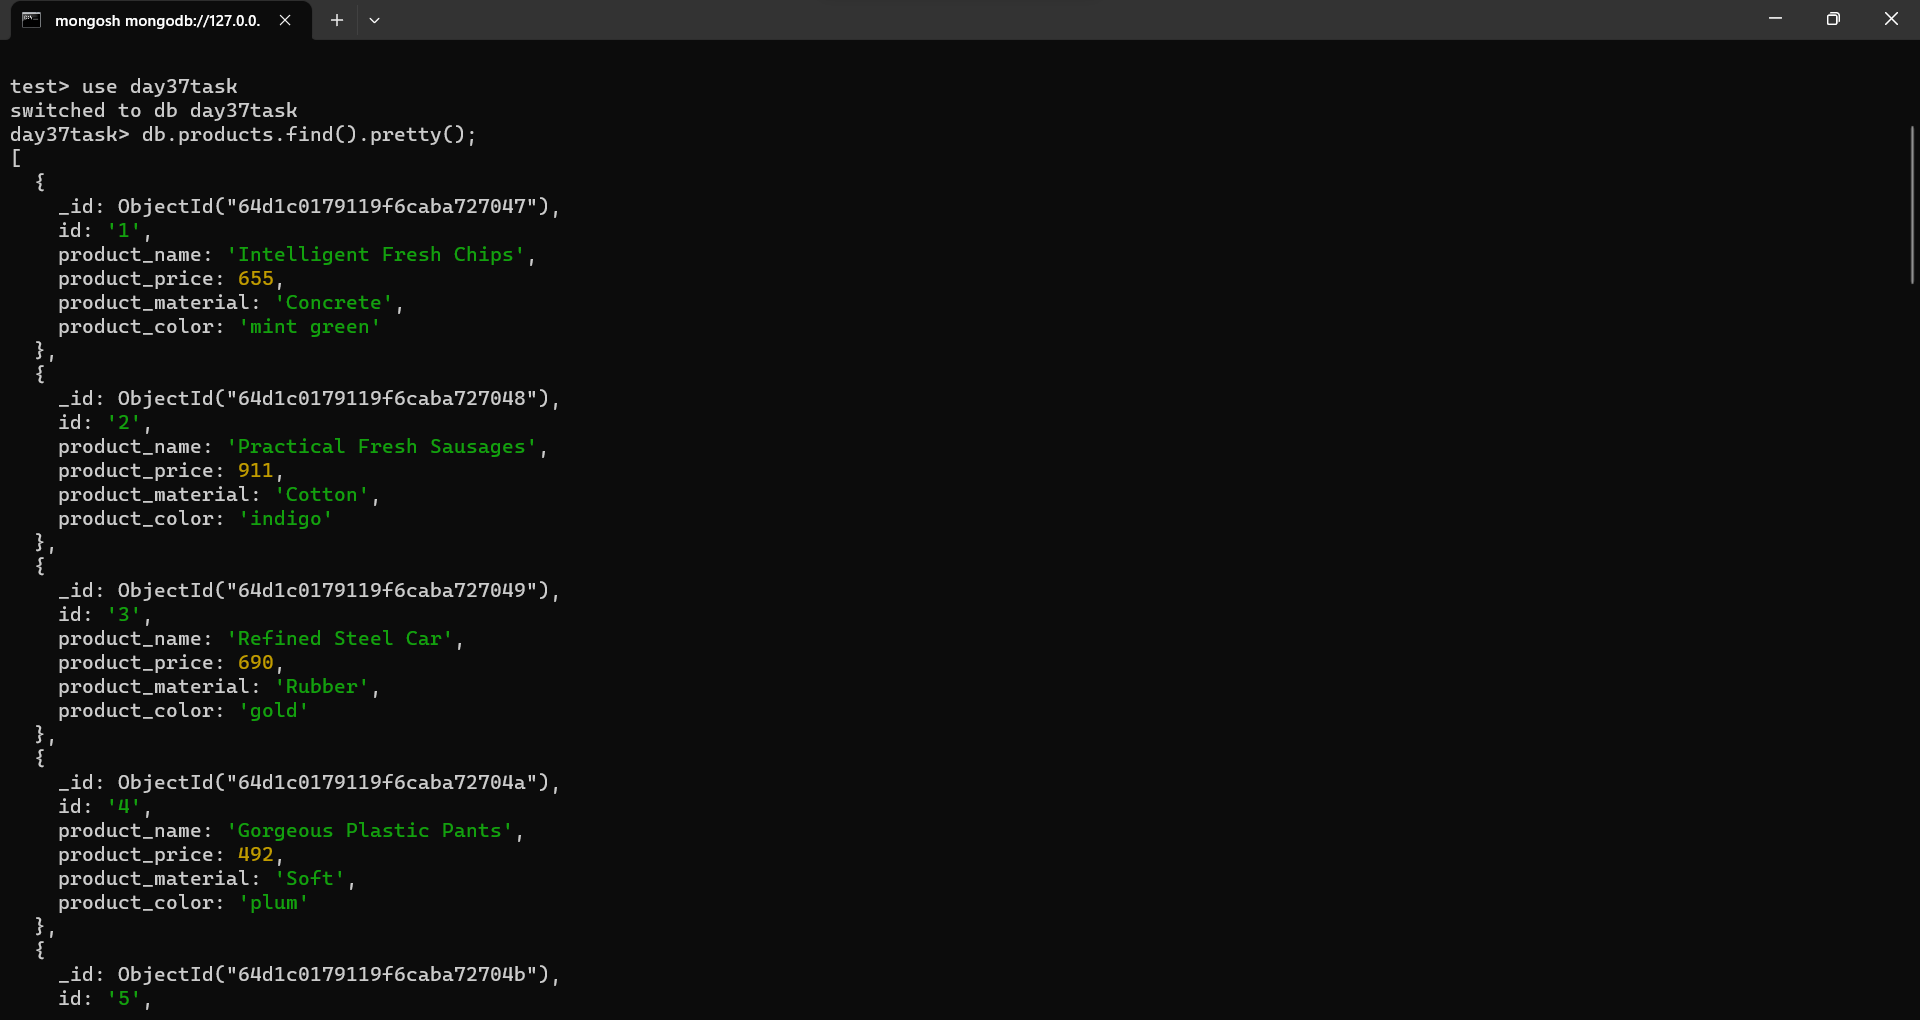 mongosh mongodb://127.0.0.
test> use day37task
switched to db day37task
day37task> db.products.find().pretty();
[
  {
    _id: ObjectId("64d1c0179119f6caba727047"),
    id: '1',
    product_name: 'Intelligent Fresh Chips',
    product_price: 655,
    product_material: 'Concrete',
    product_color: 'mint green'
  },
  {
    _id: ObjectId("64d1c0179119f6caba727048"),
    id: '2',
    product_name: 'Practical Fresh Sausages',
    product_price: 911,
    product_material: 'Cotton',
    product_color: 'indigo'
  },
  {
    _id: ObjectId("64d1c0179119f6caba727049"),
    id: '3',
    product_name: 'Refined Steel Car',
    product_price: 690,
    product_material: 'Rubber',
    product_color: 'gold'
  },
  {
    _id: ObjectId("64d1c0179119f6caba72704a"),
    id: '4',
    product_name: 'Gorgeous Plastic Pants',
    product_price: 492,
    product_material: 'Soft',
    product_color: 'plum'
  },
  {
    _id: ObjectId("64d1c0179119f6caba72704b"),
    id: '5',